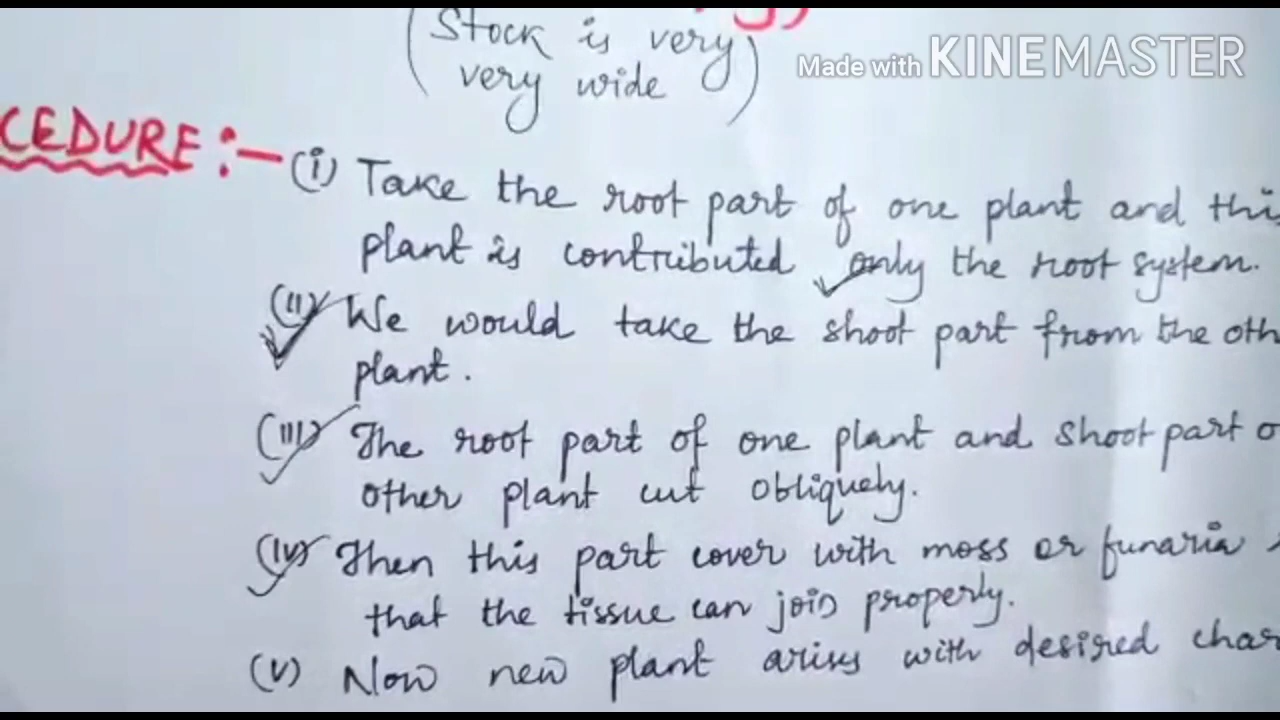 (Stock is very
very wide)
Made with KINEMASTER
CEDURE :- (i) Take the root part of one plant and thi
plant is contributed only the root system.
(ii) We would take the shoot part from the oth
plant.
(iii) The root part of one plant and shoot part o
other plant cut obliquely.
(iv) Then this part cover with moss or funaria
that the tissue can join properly.
(v) Now new plant arises with desired char